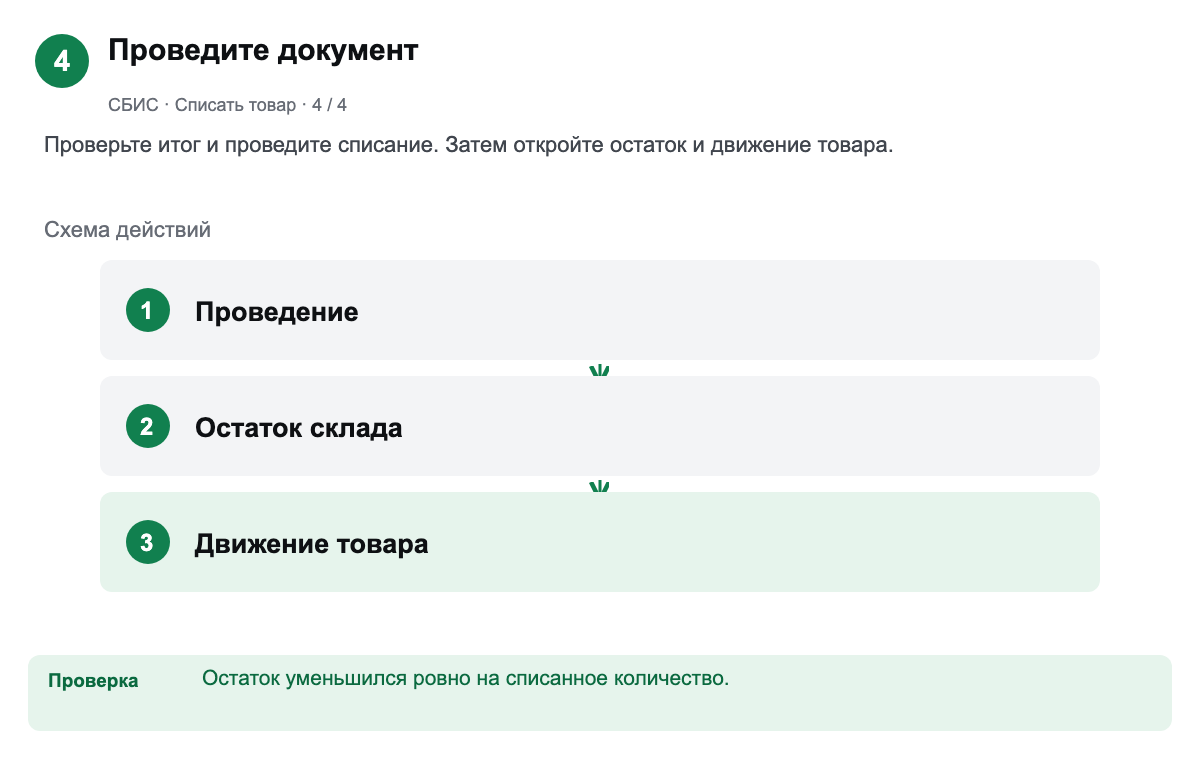 4
Проведите документ
СБИС · Списать товар · 4 / 4
Проверьте итог и проведите списание. Затем откройте остаток и движение товара.
Схема действий
1 Проведение
2 Остаток склада
3 Движение товара
Проверка Остаток уменьшился ровно на списанное количество.